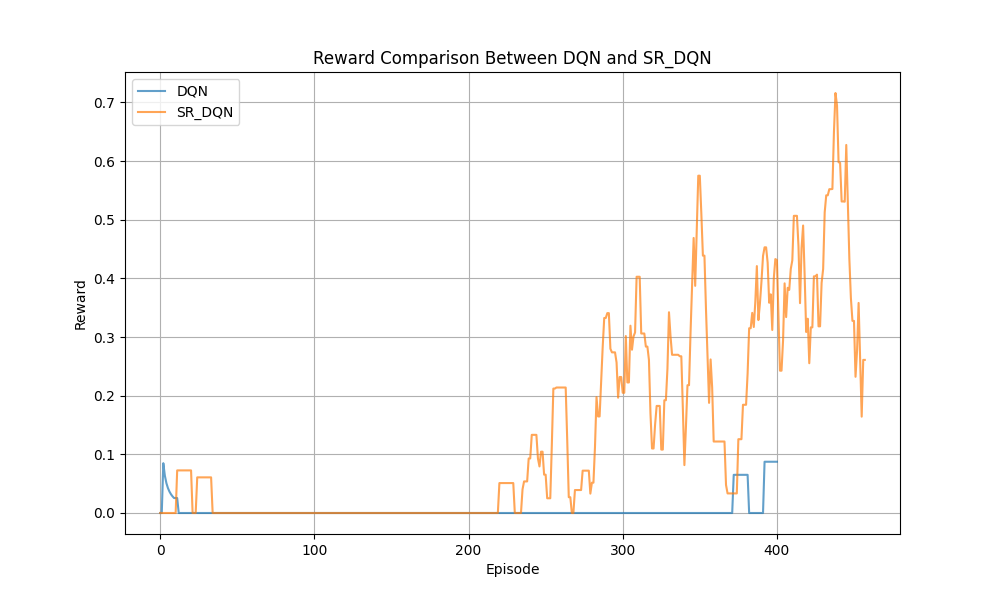 Reward Comparison Between DQN and SR_DQN
DQN
SR_DQN
Reward
0.7
0.6
0.5
0.4
0.3
0.2
0.1
0.0
0 100 200 300 400
Episode